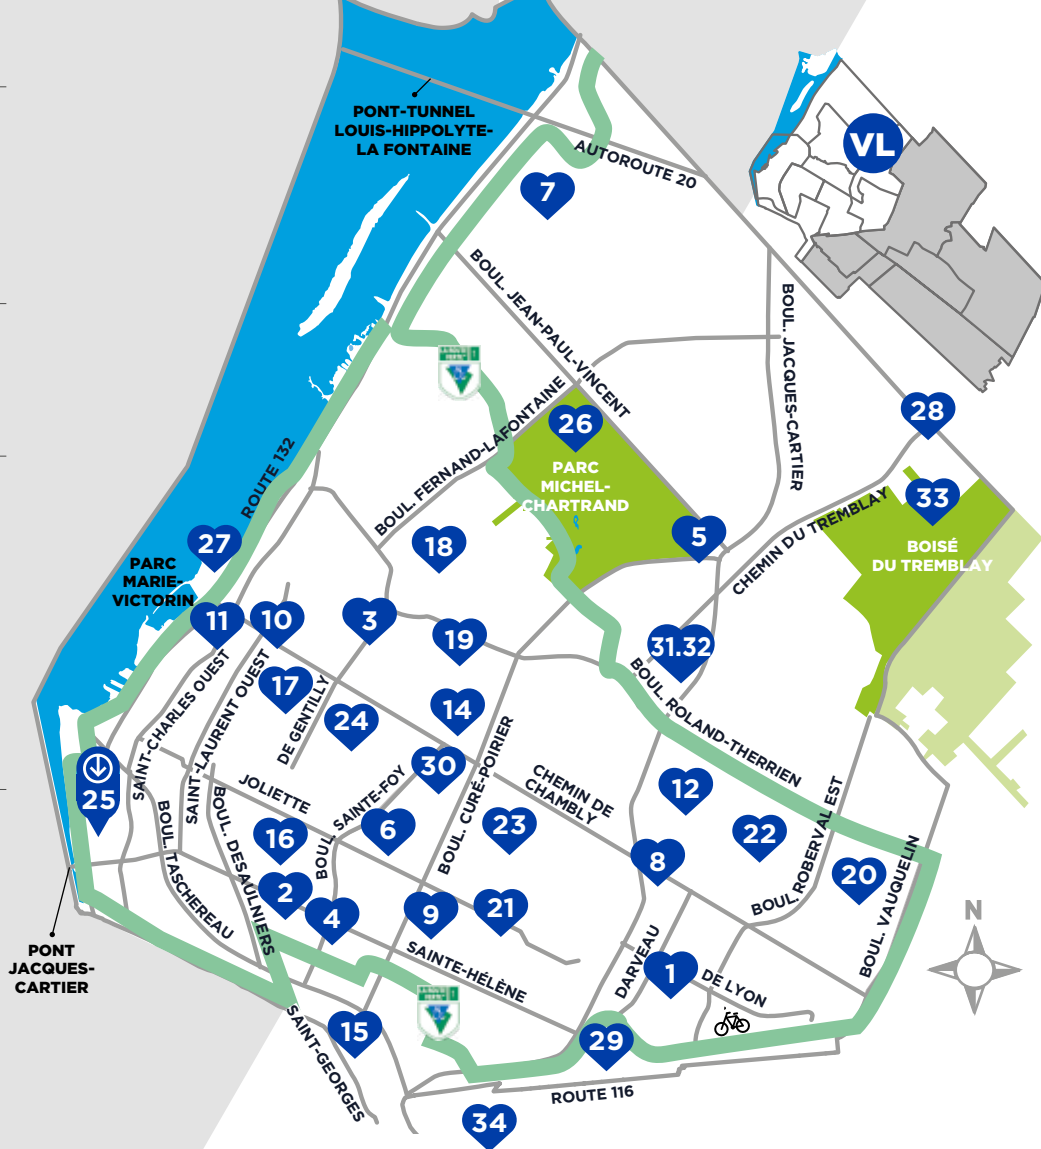 PONT-TUNNEL
LOUIS-HIPPOLYTE-
LA FONTAINE
VL
AUTOROUTE 20
7
BOUL. JEAN-PAUL-VINCENT
BOUL. JACQUES-CARTIER
28
26
PARC
MICHEL-
CHARTRAND
BOUL. FERNAND-LAFONTAINE
ROUTE 132
33
BOISÉ
DU TREMBLAY
CHEMIN DU TREMBLAY
5
18
27
PARC
MARIE-
VICTORIN
11
10
3
19
31.32
17
DE GENTILLY
24
14
SAINT-CHARLES OUEST
SAINT-LAURENT OUEST
BOUL. ROLAND-THERRIEN
BOUL. CURÉ-POIRIER
30
25
JOLIETTE
BOUL. SAINTE-FOY
CHEMIN DE
CHAMBLY
12
16
6
23
22
BOUL. ROBERVAL EST
BOUL. TASCHEREAU
BOUL. DESAULNIERS
8
20
BOUL. VAUQUELIN
2
4
9
21
N
PONT
JACQUES-
CARTIER
SAINTE-HÉLÈNE
DARVEAU
1
DE LYON
15
SAINT-GEORGES
29
ROUTE 116
34